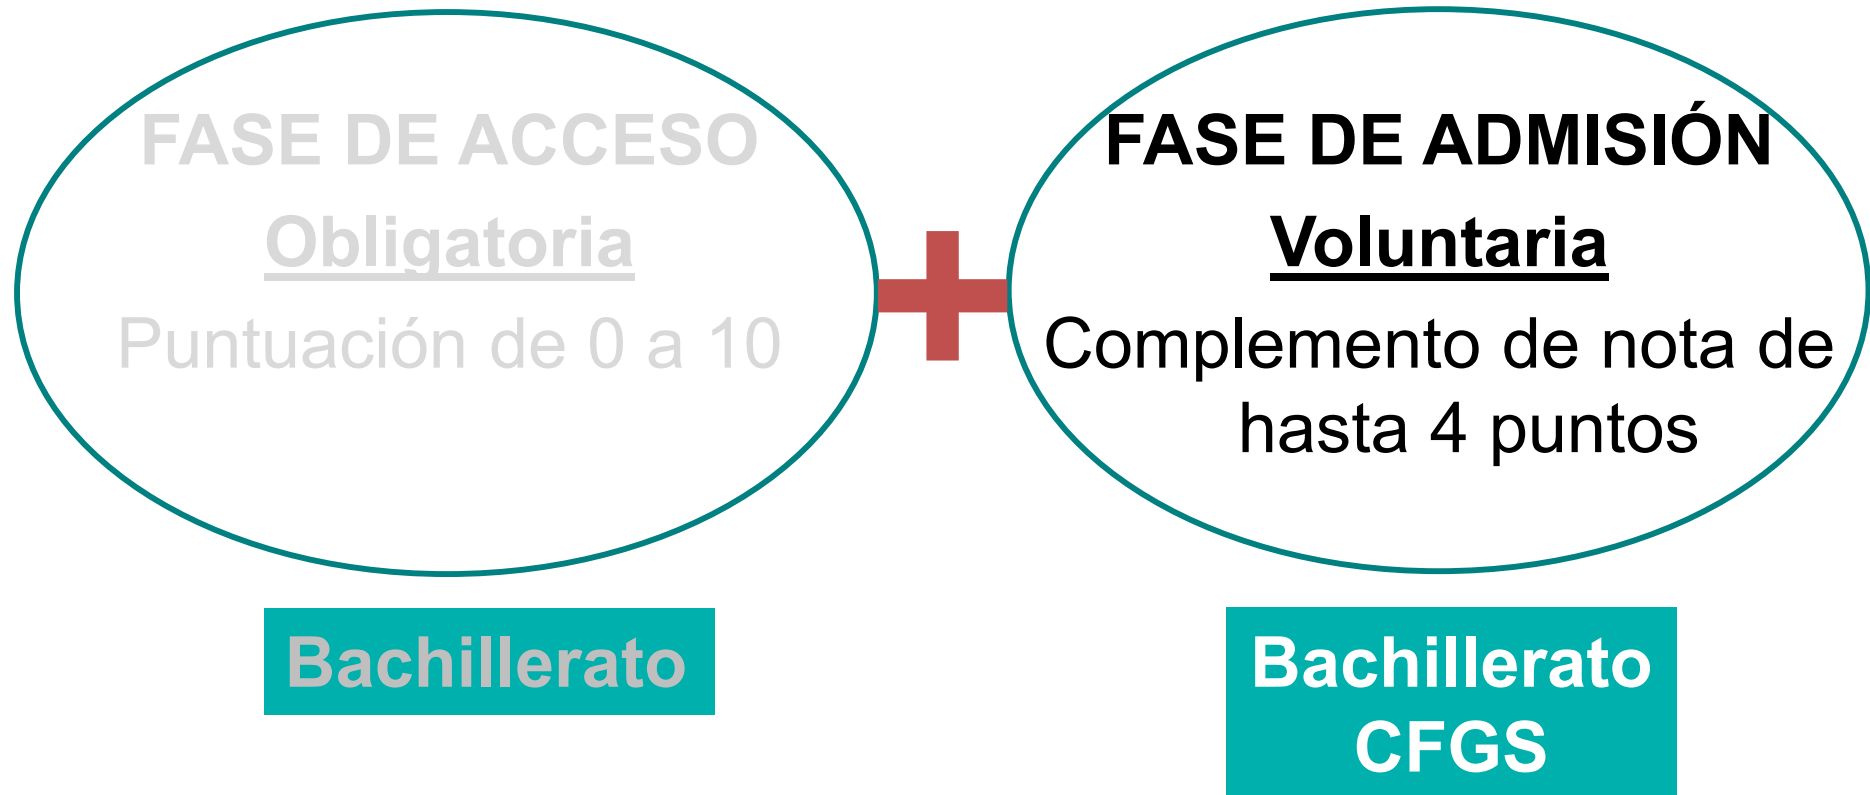 FASE DE ACCESO
Obligatoria
Puntuación de 0 a 10
Bachillerato
FASE DE ADMISIÓN
Voluntaria
Complemento de nota de
hasta 4 puntos
Bachillerato
CFGS